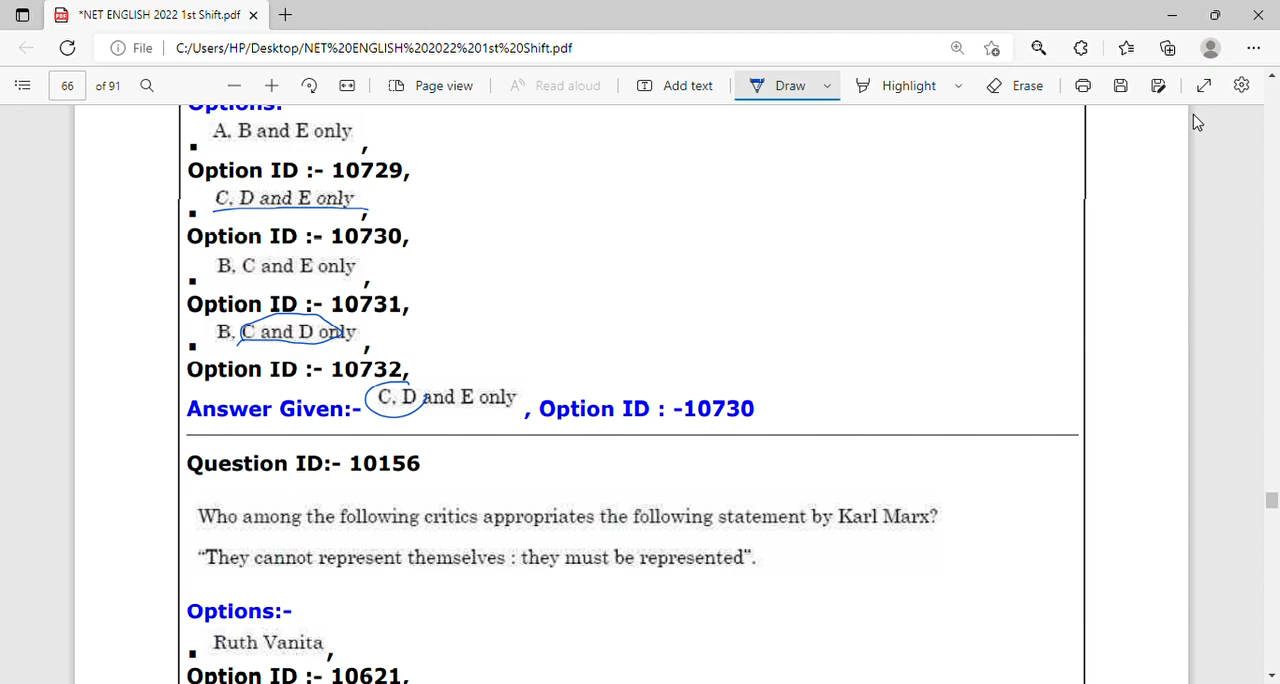 *NET ENGLISH 2022 1st Shift.pdf
File C:/Users/HP/Desktop/NET%20ENGLISH%202022%201st%20Shift.pdf
66 of 91 Page view Read aloud Add text Draw Highlight Erase
Options:
A, B and E only
,
Option ID :- 10729,
C, D and E only
,
Option ID :- 10730,
B, C and E only
,
Option ID :- 10731,
B, C and D only
,
Option ID :- 10732,
Answer Given:- C, D and E only , Option ID : -10730
Question ID:- 10156
Who among the following critics appropriates the following statement by Karl Marx?
“They cannot represent themselves : they must be represented”.
Options:-
Ruth Vanita,
Option ID :- 10621,